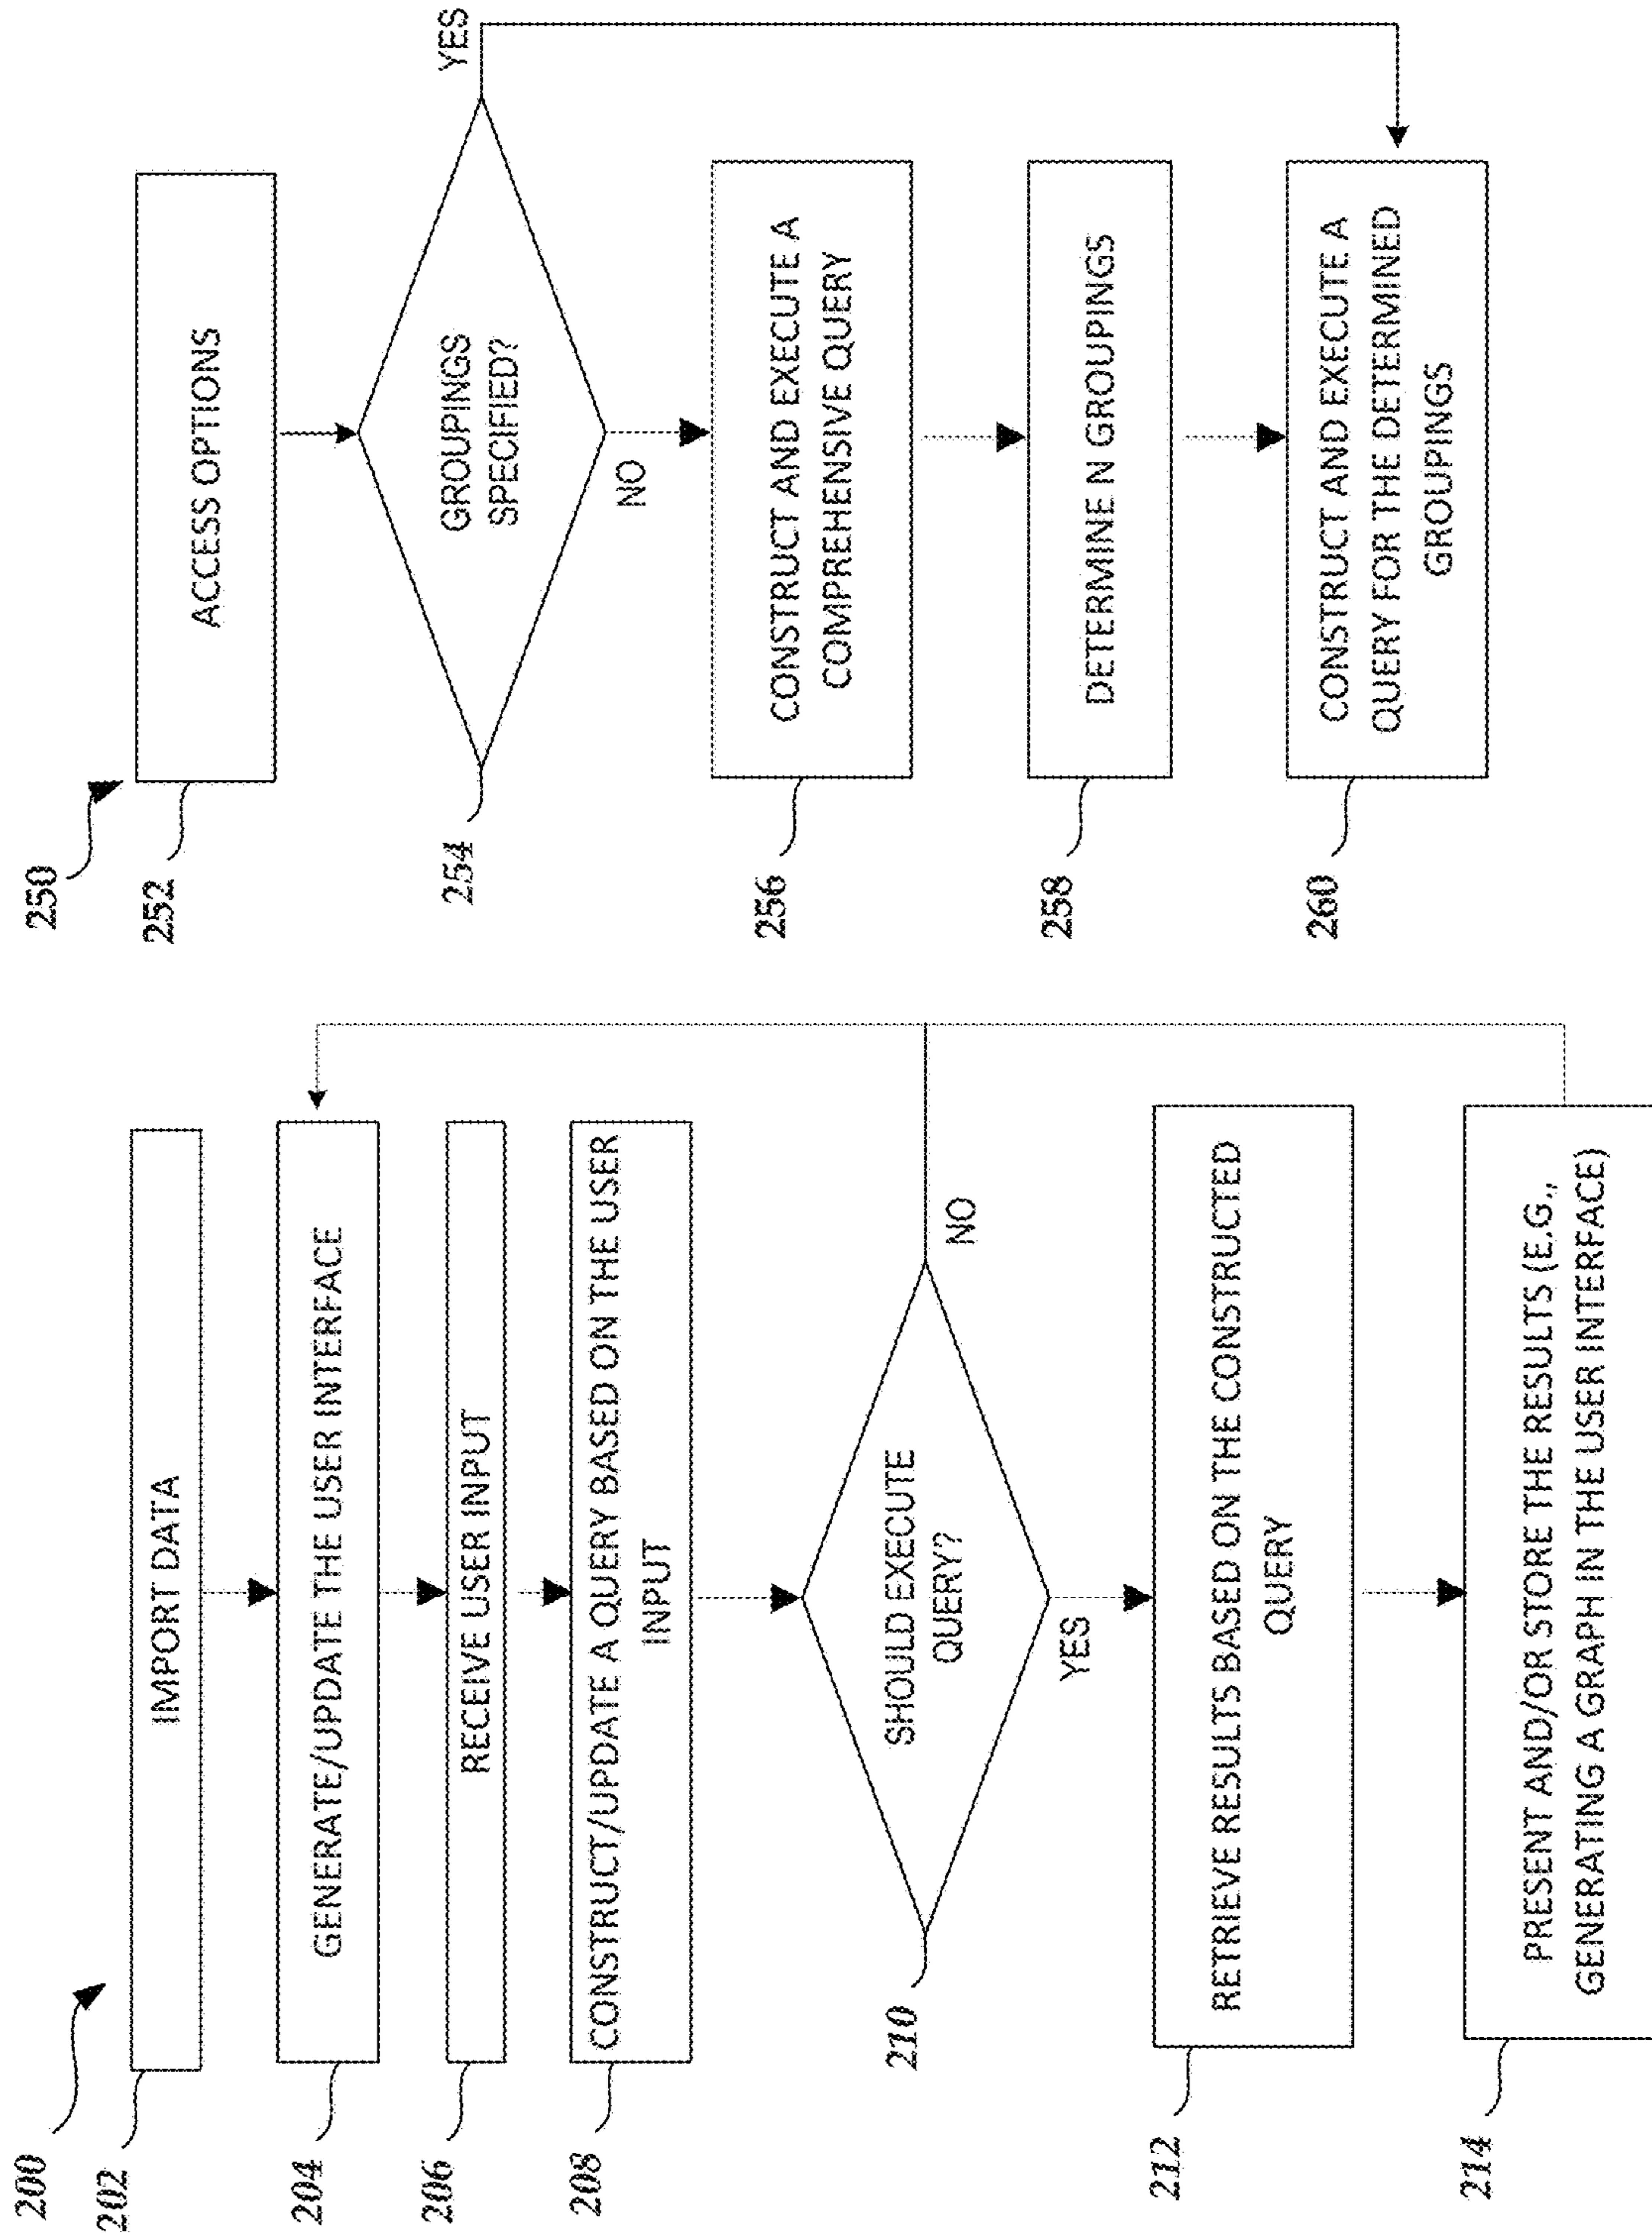 200
202
IMPORT DATA
204
GENERATE/UPDATE THE USER INTERFACE
206
RECEIVE USER INPUT
208
CONSTRUCT/UPDATE A QUERY BASED ON THE USER
INPUT
210
SHOULD EXECUTE
QUERY?
NO
YES
212
RETRIEVE RESULTS BASED ON THE CONSTRUCTED
QUERY
214
PRESENT AND/OR STORE THE RESULTS (E.G.,
GENERATING A GRAPH IN THE USER INTERFACE)
250
252
ACCESS OPTIONS
254
GROUPINGS
SPECIFIED?
YES
NO
256
CONSTRUCT AND EXECUTE A
COMPREHENSIVE QUERY
258
DETERMINE N GROUPINGS
260
CONSTRUCT AND EXECUTE A
QUERY FOR THE DETERMINED
GROUPINGS